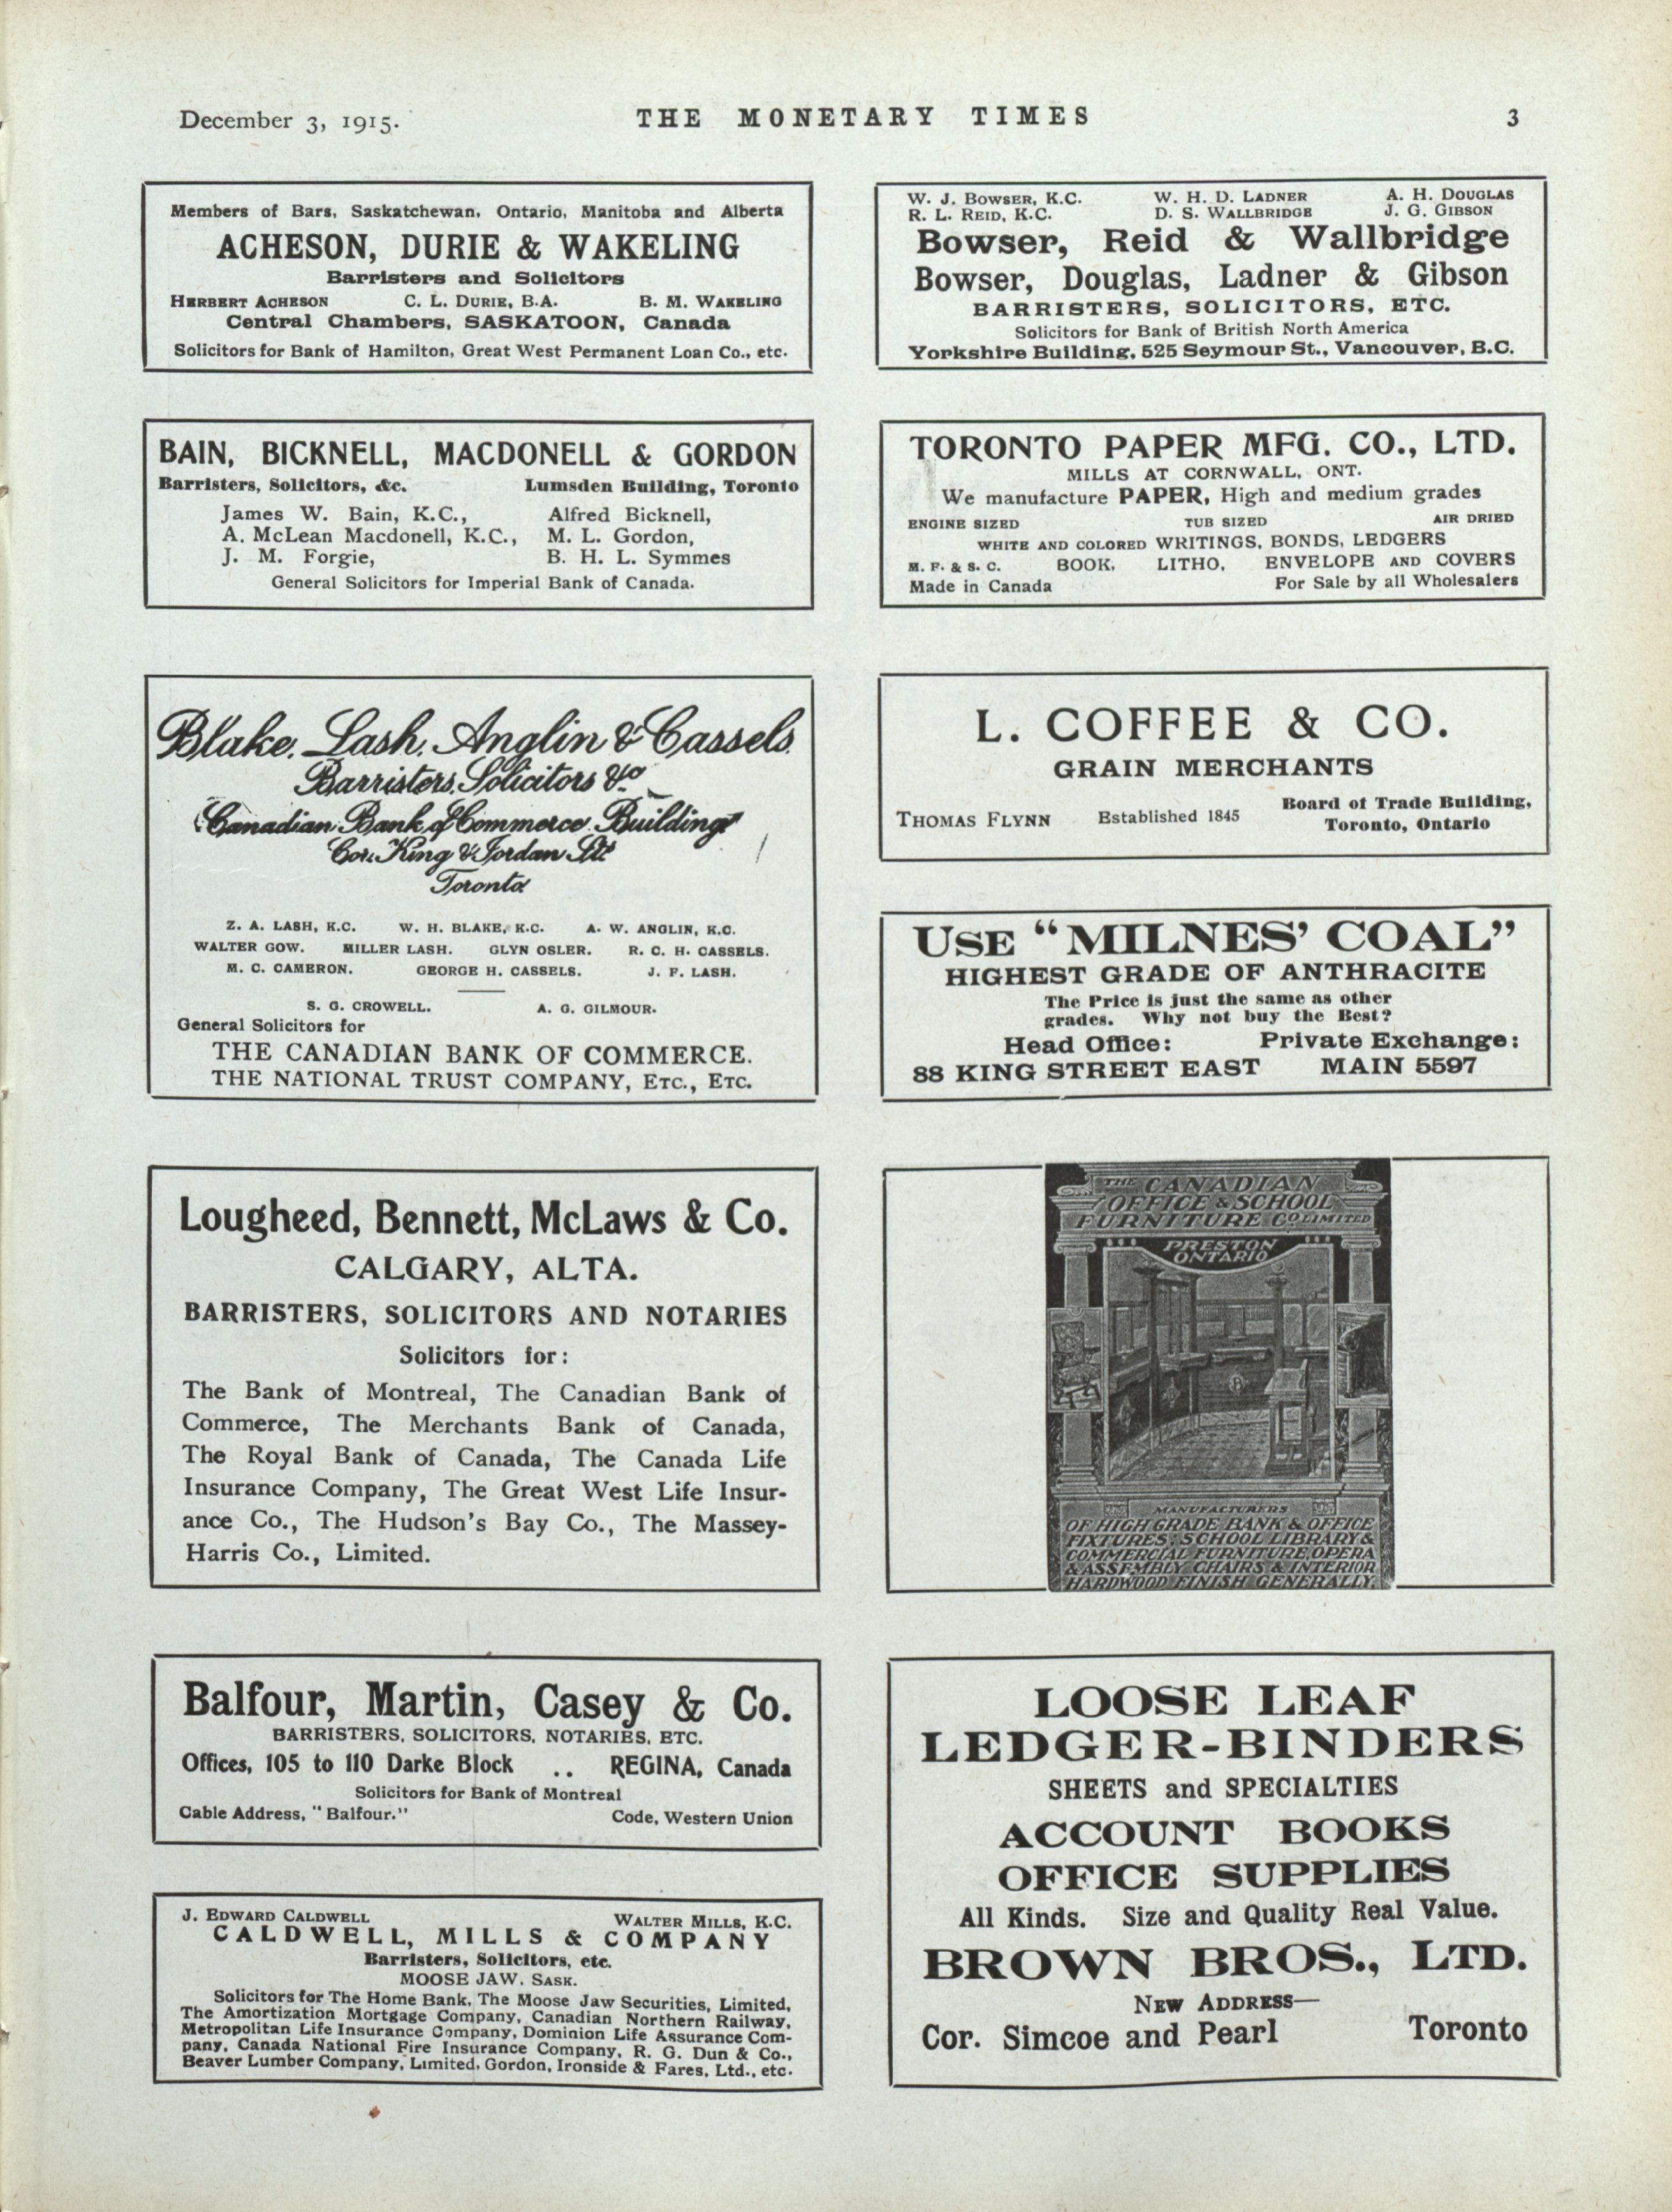 December 3, 1915.
THE MONETARY TIMES
3
Members of Bars, Saskatchewan, Ontario, Manitoba and Alberta
ACHESON, DURIE & WAKELING
Barristers and Solicitors
HERBERT ACHESON C. L. DURIE, B.A. B. M. WAKELING
Central Chambers, SASKATOON, Canada
Solicitors for Bank of Hamilton, Great West Permanent Loan Co., etc.
BAIN, BICKNELL, MACDONELL & GORDON
Barristers, Solicitors, &c. Lumsden Building, Toronto
James W. Bain, K.C., Alfred Bicknell,
A. McLean Macdonell, K.C., M. L. Gordon,
J. M. Forgie, B. H. L. Symmes
General Solicitors for Imperial Bank of Canada.
Blake, Lash, Anglin & Cassels
Barristers, Solicitors &c
Canadian Bank of Commerce Building
Cor. King & Jordan Sts
Toronto
Z. A. LASH, K.C. W. H. BLAKE, K.C. A. W. ANGLIN, K.C.
WALTER GOW. MILLER LASH. GLYN OSLER. R. C. H. CASSELS.
M. C. CAMERON. GEORGE H. CASSELS. J. F. LASH.
S. G. CROWELL. A. G. GILMOUR.
General Solicitors for
THE CANADIAN BANK OF COMMERCE.
THE NATIONAL TRUST COMPANY, ETC., ETC.
Lougheed, Bennett, McLaws & Co.
CALGARY, ALTA.
BARRISTERS, SOLICITORS AND NOTARIES
Solicitors for:
The Bank of Montreal, The Canadian Bank of
Commerce, The Merchants Bank of Canada,
The Royal Bank of Canada, The Canada Life
Insurance Company, The Great West Life Insur-
ance Co., The Hudson's Bay Co., The Massey-
Harris Co., Limited.
Balfour, Martin, Casey & Co.
BARRISTERS, SOLICITORS, NOTARIES, ETC.
Offices, 105 to 110 Darke Block .. REGINA, Canada
Solicitors for Bank of Montreal
Cable Address, "Balfour." Code, Western Union
J. EDWARD CALDWELL WALTER MILLS, K.C.
CALDWELL, MILLS & COMPANY
Barristers, Solicitors, etc.
MOOSE JAW, SASK.
Solicitors for The Home Bank, The Moose Jaw Securities, Limited,
The Amortization Mortgage Company, Canadian Northern Railway,
Metropolitan Life Insurance Company, Dominion Life Assurance Com-
pany, Canada National Fire Insurance Company, R. G. Dun & Co.,
Beaver Lumber Company, Limited, Gordon, Ironside & Fares, Ltd., etc.
W. J. BOWSER, K.C. W. H. D. LADNER A. H. DOUGLAS
R. L. REID, K.C. D. S. WALLBRIDGE J. G. GIBSON
Bowser, Reid & Wallbridge
Bowser, Douglas, Ladner & Gibson
BARRISTERS, SOLICITORS, ETC.
Solicitors for Bank of British North America
Yorkshire Building, 525 Seymour St., Vancouver, B.C.
TORONTO PAPER MFG. CO., LTD.
MILLS AT CORNWALL, ONT.
We manufacture PAPER, High and medium grades
ENGINE SIZED TUB SIZED AIR DRIED
WHITE AND COLORED WRITINGS, BONDS, LEDGERS
M. F. & S. C. BOOK, LITHO, ENVELOPE AND COVERS
Made in Canada For Sale by all Wholesalers
L. COFFEE & CO.
GRAIN MERCHANTS
THOMAS FLYNN Established 1845 Board of Trade Building,
Toronto, Ontario
USE "MILNES' COAL"
HIGHEST GRADE OF ANTHRACITE
The Price is just the same as other
grades. Why not buy the Best?
Head Office: Private Exchange:
88 KING STREET EAST MAIN 5597
THE CANADIAN
OFFICE & SCHOOL
FURNITURE CO. LIMITED
PRESTON
ONTARIO
MANUFACTURERS
OF HIGH GRADE BANK & OFFICE
FIXTURES, SCHOOL LIBRARY &
COMMERCIAL FURNITURE, OPERA
& ASSEMBLY CHAIRS & INTERIOR
HARDWOOD FINISH GENERALLY.
LOOSE LEAF
LEDGER-BINDERS
SHEETS and SPECIALTIES
ACCOUNT BOOKS
OFFICE SUPPLIES
All Kinds. Size and Quality Real Value.
BROWN BROS., LTD.
NEW ADDRESS—
Cor. Simcoe and Pearl Toronto